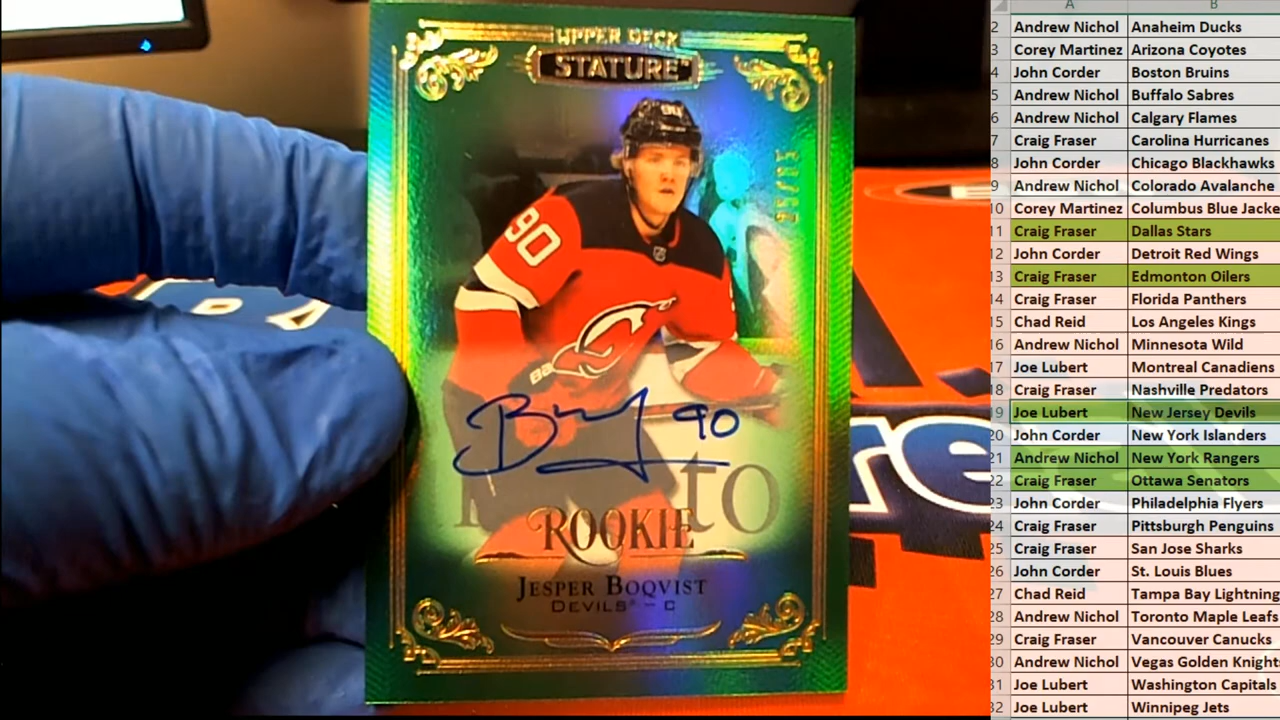 UPPER DECK
STATURE
90
90
ROOKIE
to
JESPER BOQVIST
DEVILS - C
A B
2 Andrew Nichol Anaheim Ducks
3 Corey Martinez Arizona Coyotes
4 John Corder Boston Bruins
5 Andrew Nichol Buffalo Sabres
6 Andrew Nichol Calgary Flames
7 Craig Fraser Carolina Hurricanes
8 John Corder Chicago Blackhawks
9 Andrew Nichol Colorado Avalanche
10 Corey Martinez Columbus Blue Jacke
11 Craig Fraser Dallas Stars
12 John Corder Detroit Red Wings
13 Craig Fraser Edmonton Oilers
14 Craig Fraser Florida Panthers
15 Chad Reid Los Angeles Kings
16 Andrew Nichol Minnesota Wild
17 Joe Lubert Montreal Canadiens
18 Craig Fraser Nashville Predators
19 Joe Lubert New Jersey Devils
20 John Corder New York Islanders
21 Andrew Nichol New York Rangers
22 Craig Fraser Ottawa Senators
23 John Corder Philadelphia Flyers
24 Craig Fraser Pittsburgh Penguins
25 Craig Fraser San Jose Sharks
26 John Corder St. Louis Blues
27 Chad Reid Tampa Bay Lightning
28 Andrew Nichol Toronto Maple Leafs
29 Craig Fraser Vancouver Canucks
30 Andrew Nichol Vegas Golden Knight
31 Joe Lubert Washington Capitals
32 Joe Lubert Winnipeg Jets